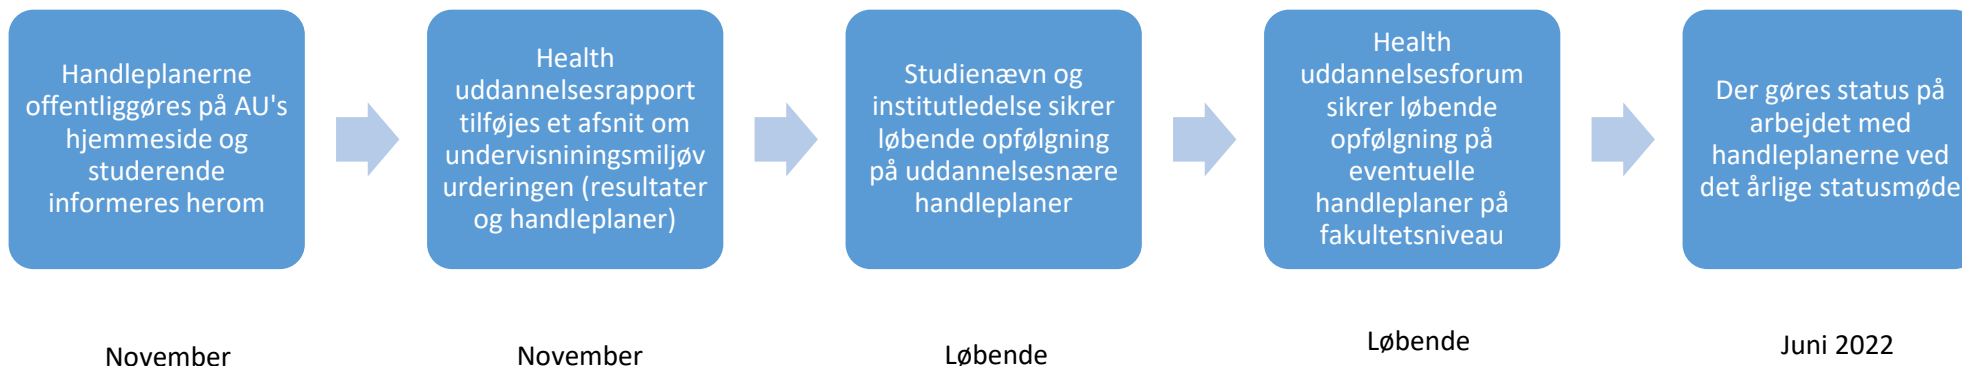 Handleplanerne
offentliggøres på AU's
hjemmeside og
studerende
informeres herom
Health
uddannelsesrapport
tilføjes et afsnit om
undervisniningsmiljøv
urderingen (resultater
og handleplaner)
Studienævn og
institutledelse sikrer
løbende opfølgning
på uddannelsesnære
handleplaner
Health
uddannelsesforum
sikrer løbende
opfølgning på
eventuelle
handleplaner på
fakultetsniveau
Der gøres status på
arbejdet med
handleplanerne ved
det årlige statusmøde
November
November
Løbende
Løbende
Juni 2022